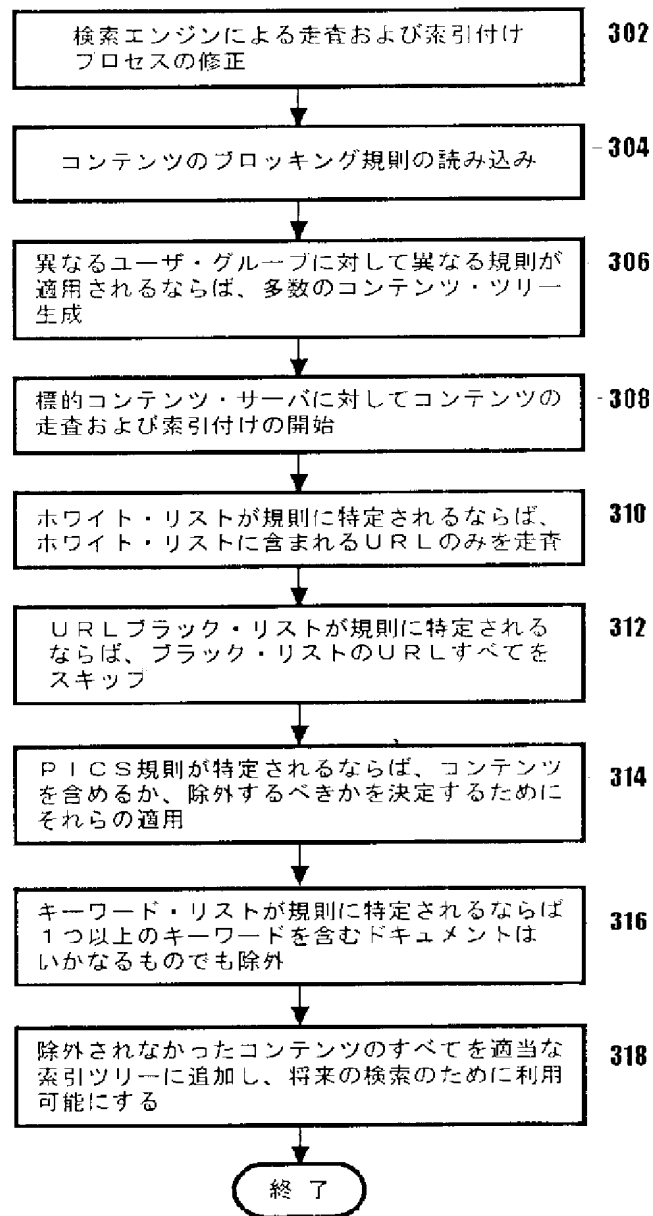 検索エンジンによる走査および索引付け
プロセスの修正
302
コンテンツのブロッキング規則の読み込み
304
異なるユーザ・グループに対して異なる規則が
適用されるならば、多数のコンテンツ・ツリー
生成
306
標的コンテンツ・サーバに対してコンテンツの
走査および索引付けの開始
308
ホワイト・リストが規則に特定されるならば、
ホワイト・リストに含まれるURLのみを走査
310
URLブラック・リストが規則に特定される
ならば、ブラック・リストのURLすべてを
スキップ
312
PICS規則が特定されるならば、コンテンツ
を含めるか、除外するべきかを決定するために
それらの適用
314
キーワード・リストが規則に特定されるならば
1つ以上のキーワードを含むドキュメントは
いかなるものでも除外
316
除外されなかったコンテンツのすべてを適当な
索引ツリーに追加し、将来の検索のために利用
可能にする
318
終了